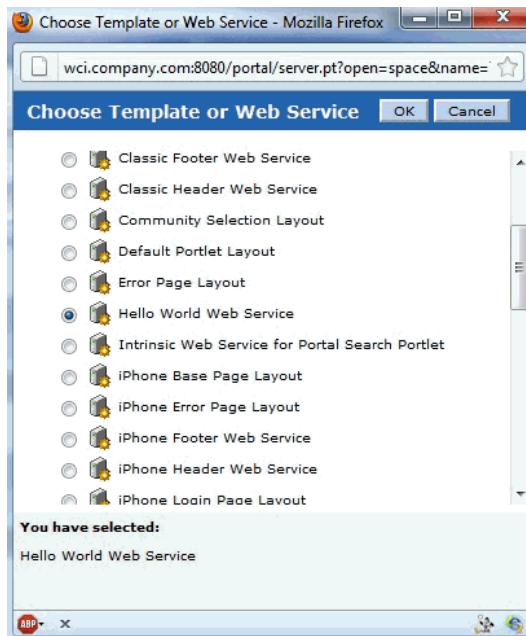 Choose Template or Web Service - Mozilla Firefox
wci.company.com:8080/portal/server.pt?open=space&name=
Choose Template or Web Service OK Cancel
Classic Footer Web Service
Classic Header Web Service
Community Selection Layout
Default Portlet Layout
Error Page Layout
Hello World Web Service
Intrinsic Web Service for Portal Search Portlet
iPhone Base Page Layout
iPhone Error Page Layout
iPhone Footer Web Service
iPhone Header Web Service
iPhone Login Page Layout
You have selected:
Hello World Web Service
ABP x